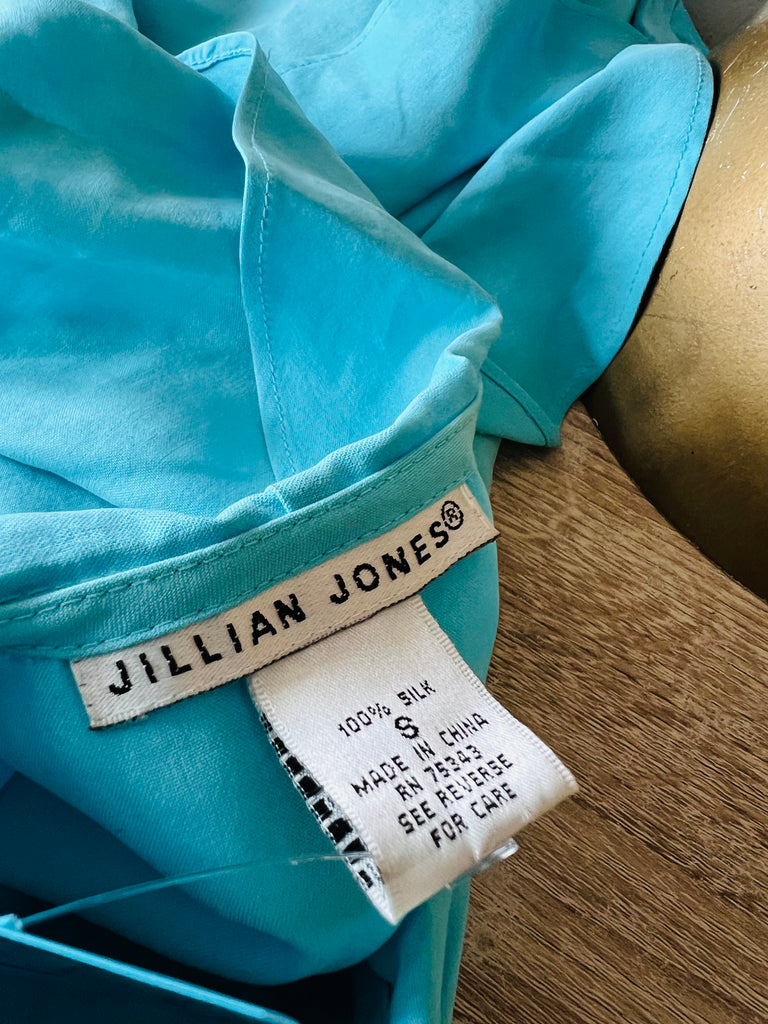 JILLIAN JONES®
100% SILK
S
MADE IN CHINA
RN 75343
SEE REVERSE
FOR CARE